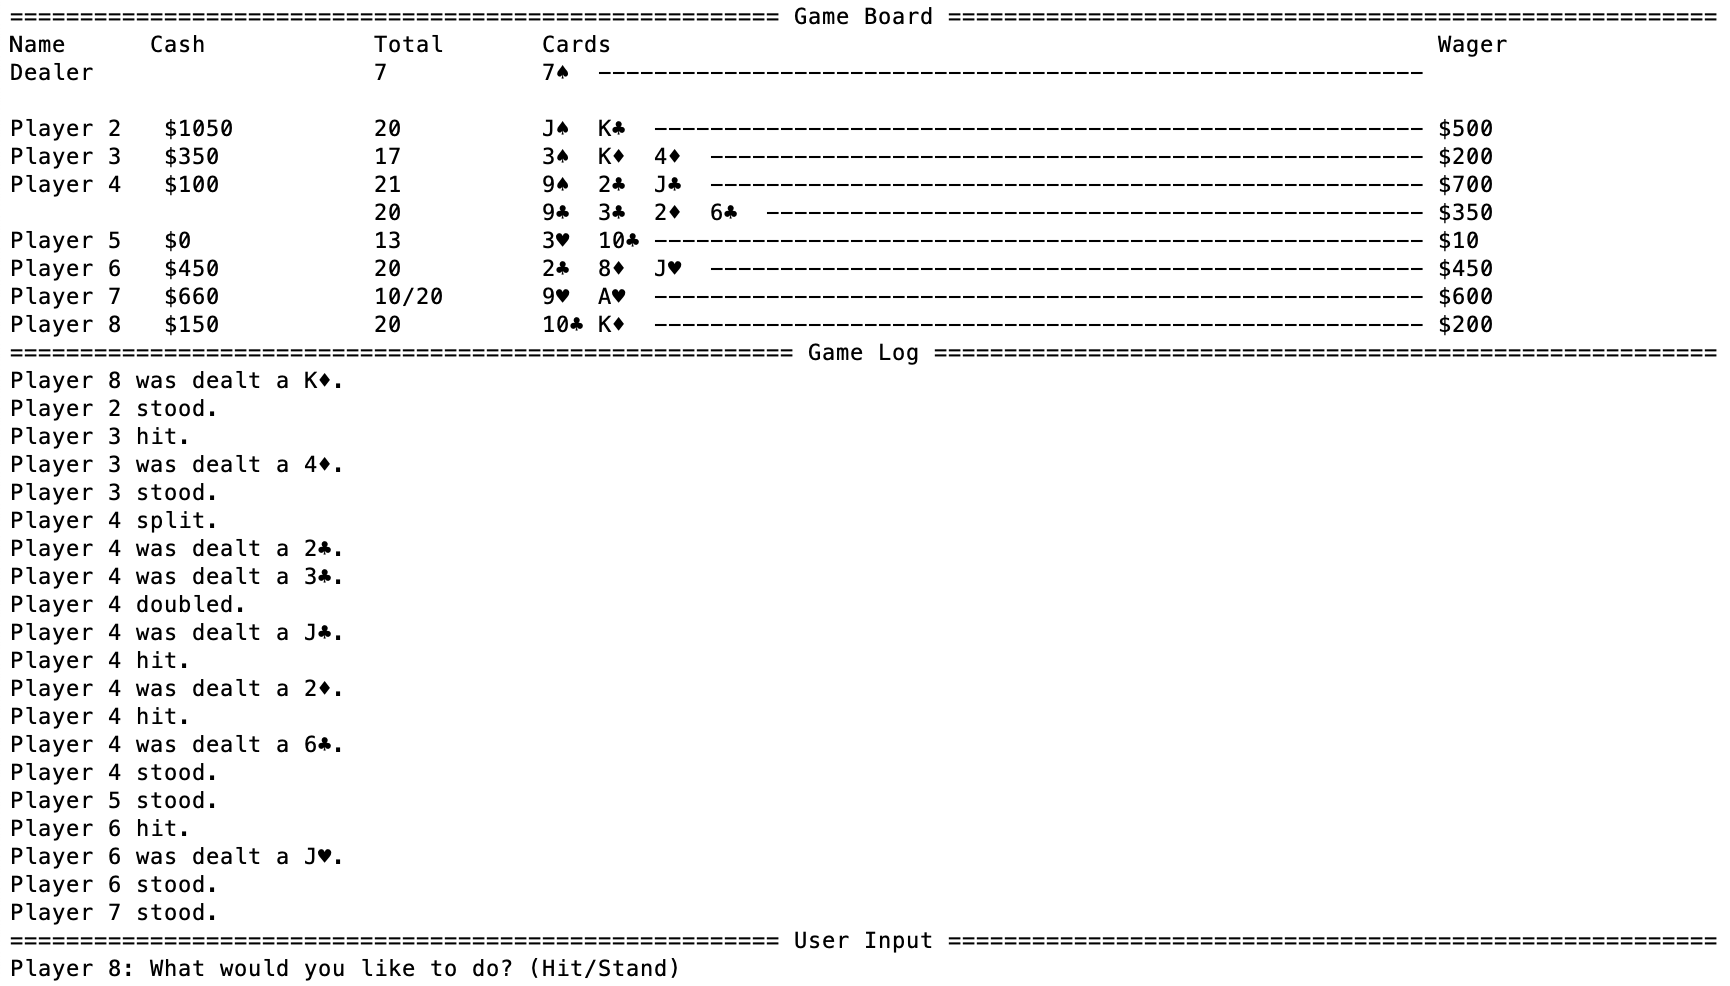 ======================================================= Game Board =======================================================
Name      Cash            Total       Cards                                                           Wager
Dealer                    7           7♠  -----------------------------------------------------------
Player 2   $1050          20          J♠  K♣  ------------------------------------------------------- $500
Player 3   $350           17          3♠  K♦  4♦  --------------------------------------------------- $200
Player 4   $100           21          9♠  2♣  J♣  --------------------------------------------------- $700
                          20          9♣  3♣  2♦  6♣  ----------------------------------------------- $350
Player 5   $0             13          3♥  10♣ ------------------------------------------------------- $10
Player 6   $450           20          2♣  8♦  J♥  --------------------------------------------------- $450
Player 7   $660           10/20       9♥  A♥  ------------------------------------------------------- $600
Player 8   $150           20          10♣ K♦  ------------------------------------------------------- $200
======================================================== Game Log ========================================================
Player 8 was dealt a K♦.
Player 2 stood.
Player 3 hit.
Player 3 was dealt a 4♦.
Player 3 stood.
Player 4 split.
Player 4 was dealt a 2♣.
Player 4 was dealt a 3♣.
Player 4 doubled.
Player 4 was dealt a J♣.
Player 4 hit.
Player 4 was dealt a 2♦.
Player 4 hit.
Player 4 was dealt a 6♣.
Player 4 stood.
Player 5 stood.
Player 6 hit.
Player 6 was dealt a J♥.
Player 6 stood.
Player 7 stood.
======================================================= User Input =======================================================
Player 8: What would you like to do? (Hit/Stand)